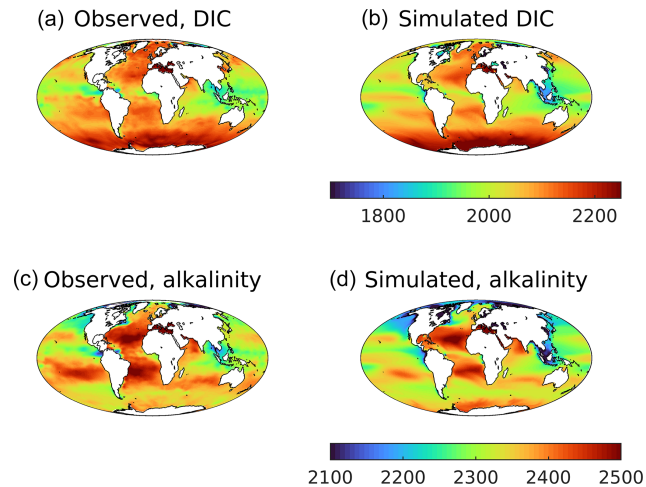 (a) Observed, DIC
(b) Simulated DIC
1800 2000 2200
(c) Observed, alkalinity
(d) Simulated, alkalinity
2100 2200 2300 2400 2500